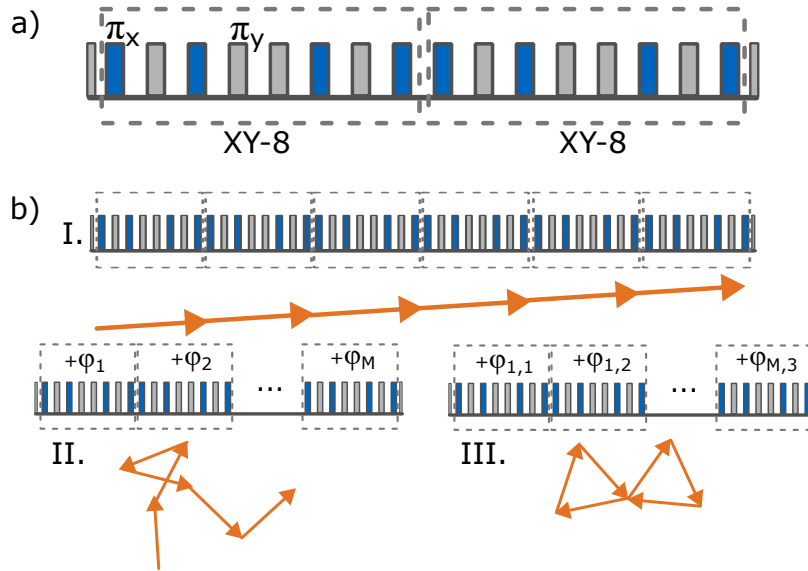 a)
πx πy
XY-8 XY-8
b)
I.
+φ1 +φ2 ... +φM
+φ1,1 +φ1,2 ... +φM,3
II. III.